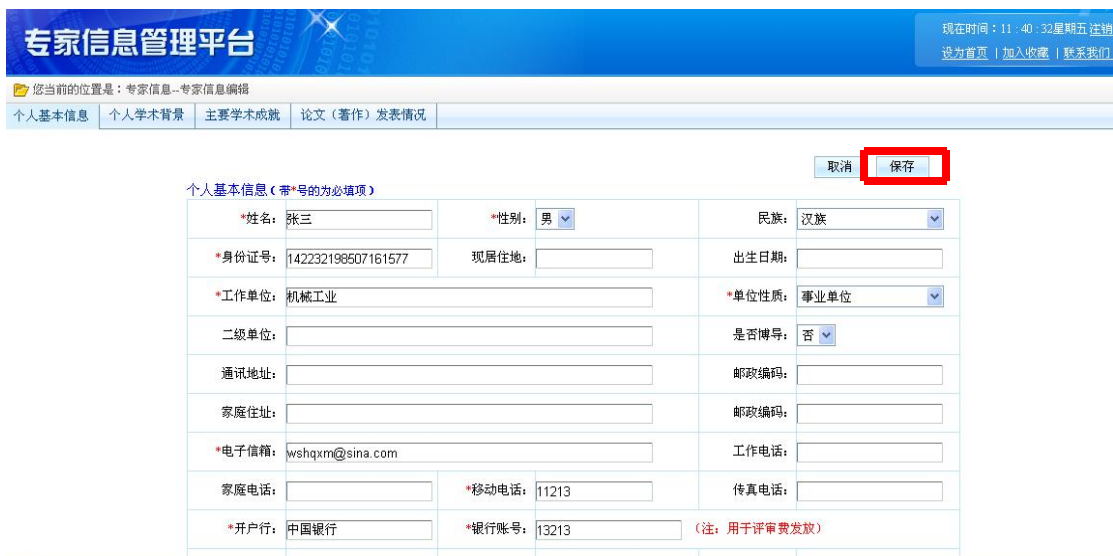 专家信息管理平台
现在时间：11:40:32星期五 注销
设为首页 | 加入收藏 | 联系我们
您当前的位置是：专家信息--专家信息编辑
个人基本信息 个人学术背景 主要学术成就 论文（著作）发表情况
取消 保存
个人基本信息(带*号的为必填项)
*姓名: 张三 *性别: 男 民族: 汉族
*身份证号: 142232198507161577 现居住地: 出生日期:
*工作单位: 机械工业 *单位性质: 事业单位
二级单位: 是否博导: 否
通讯地址: 邮政编码:
家庭住址: 邮政编码:
*电子信箱: wshqxm@sina.com 工作电话:
家庭电话: *移动电话: 11213 传真电话:
*开户行: 中国银行 *银行账号: 13213 (注: 用于评审费发放)